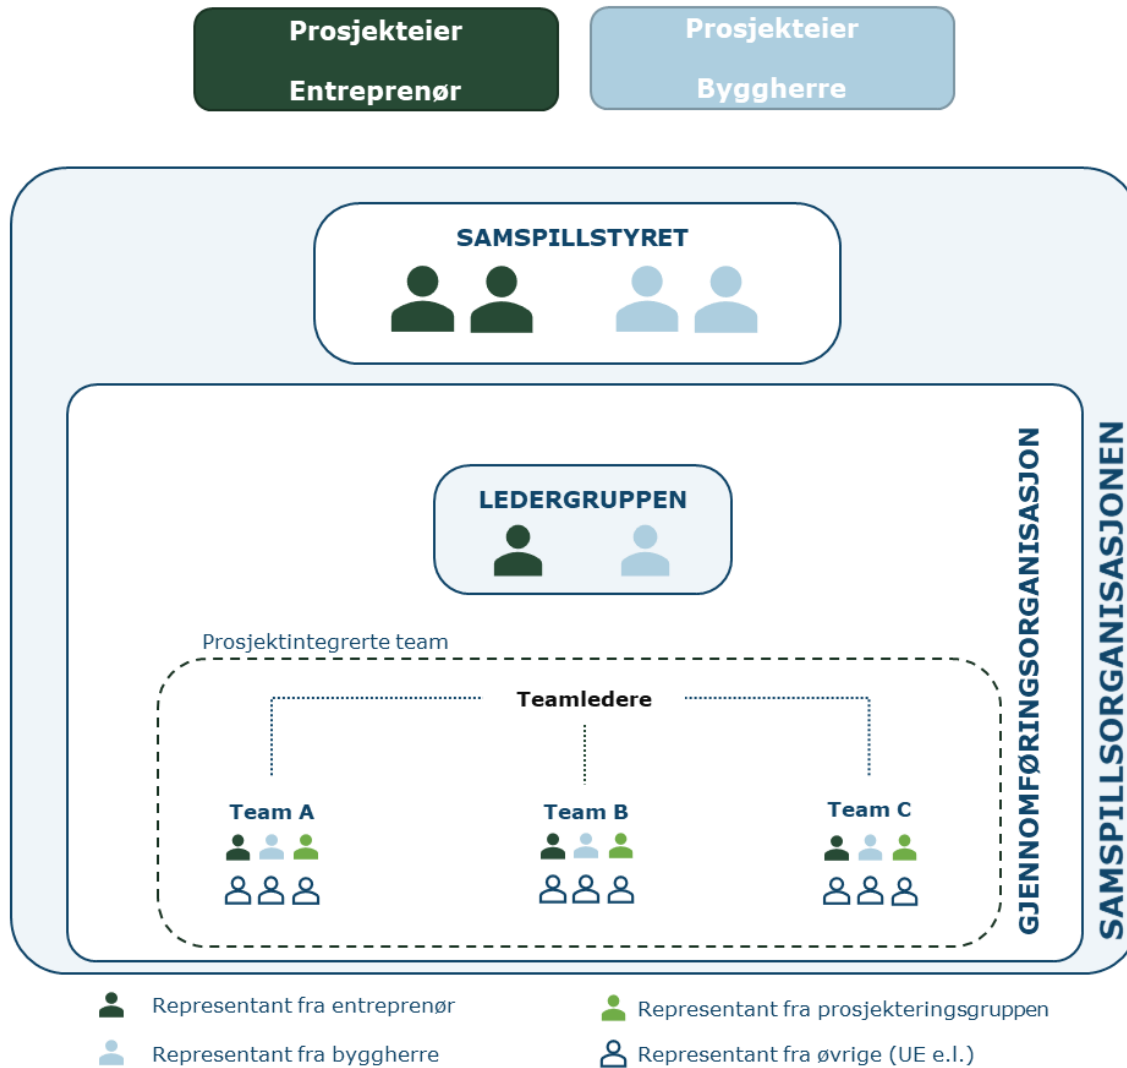 Prosjekteier
Entreprenør
Prosjekteier
Byggherre
SAMSPILLSTYRET
LEDERGRUPPEN
Prosjektintegrerte team
Teamledere
Team A
Team B
Team C
GJENNOMFØRINGSORGANISASJON
SAMSPILLSORGANISASJONEN
Representant fra entreprenør
Representant fra prosjekteringsgruppen
Representant fra byggherre
Representant fra øvrige (UE e.l.)